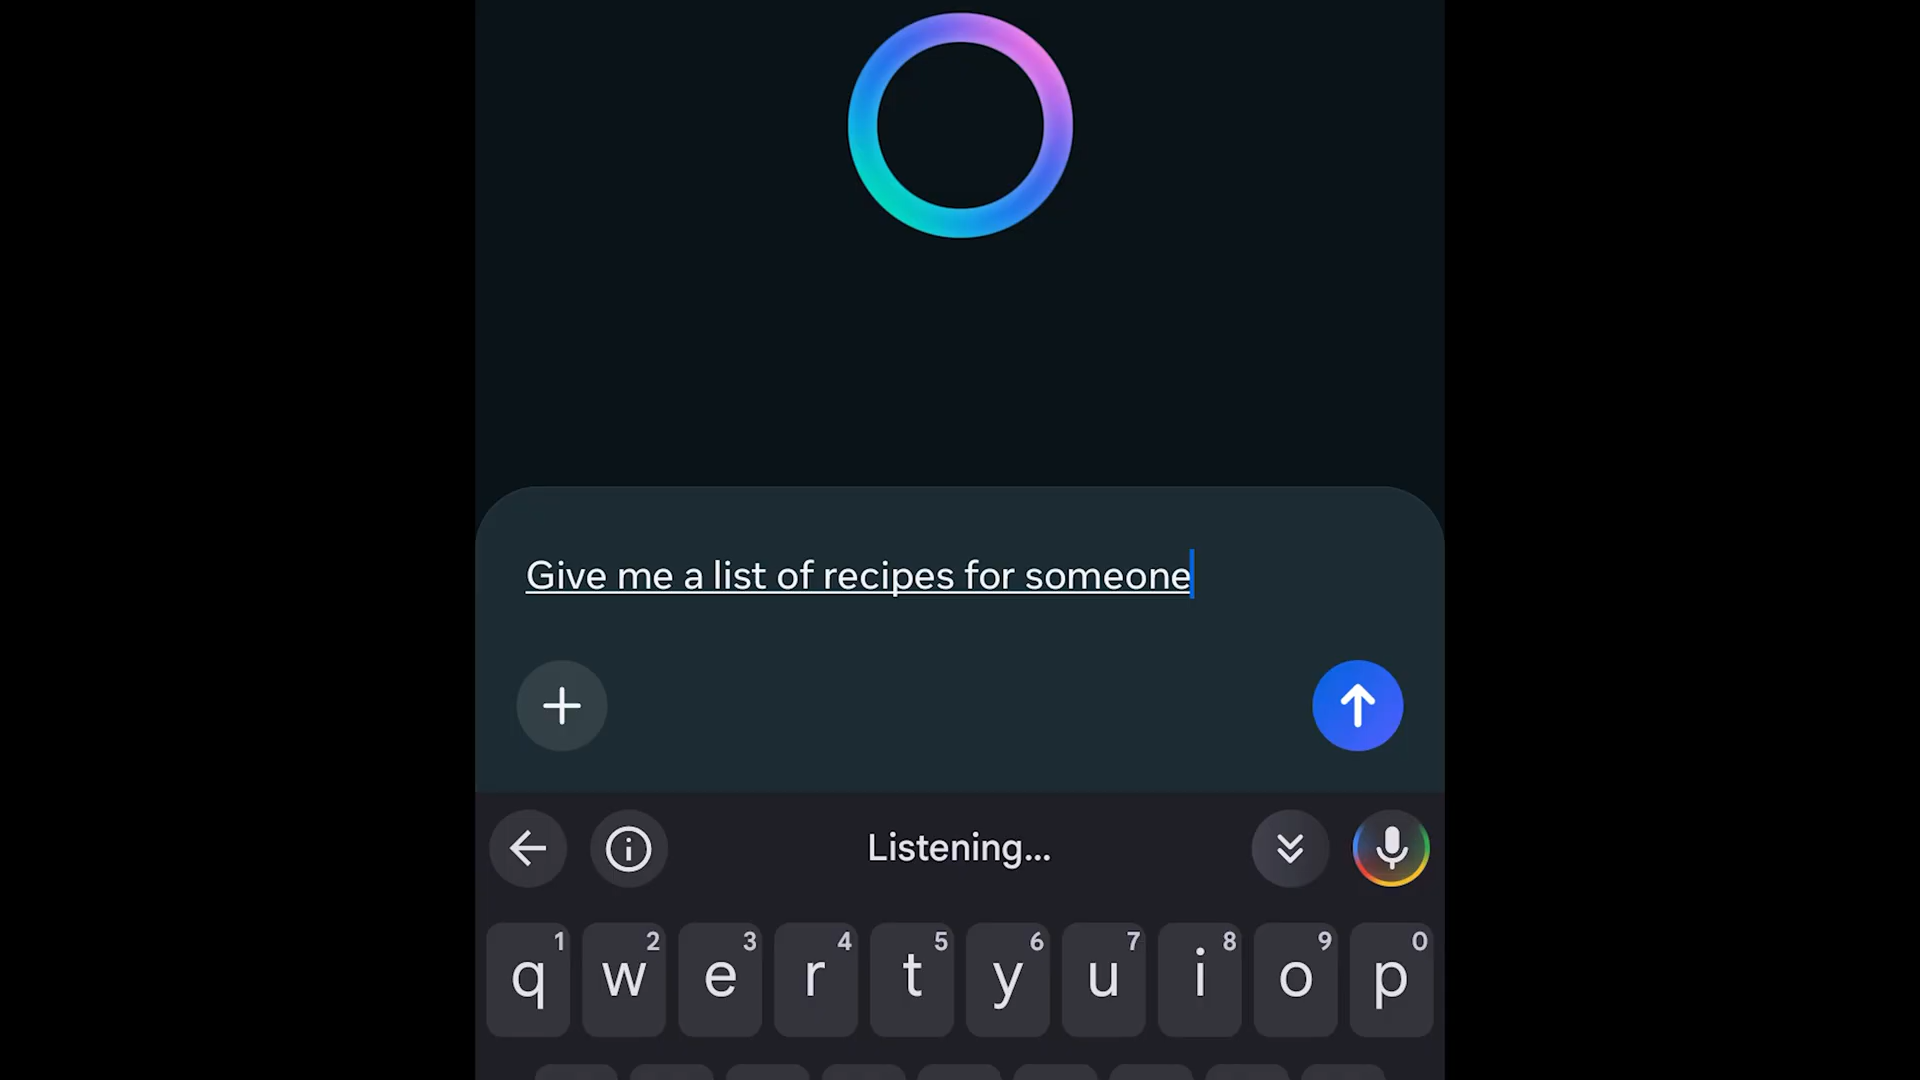 Give me a list of recipes for someone
Listening...
1 2 3 4 5 6 7 8 9 0
q w e r t y u i o p